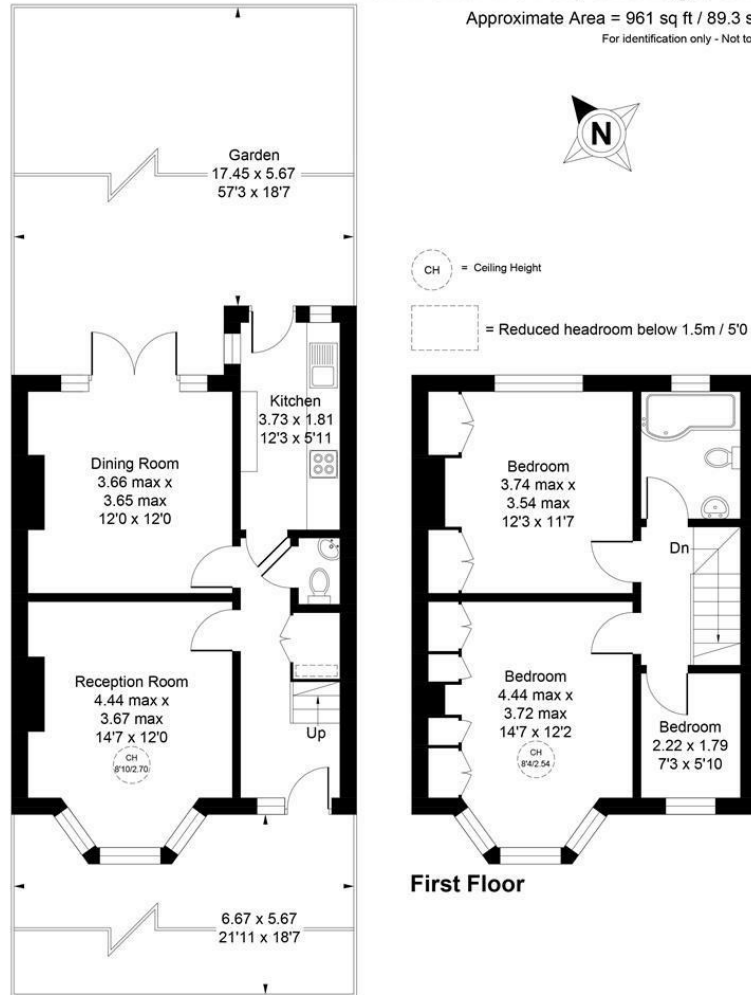 Approximate Area = 961 sq ft / 89.3 s
For identification only - Not to
N
Garden
17.45 x 5.67
57'3 x 18'7
CH = Ceiling Height
= Reduced headroom below 1.5m / 5'0
Kitchen
3.73 x 1.81
12'3 x 5'11
Dining Room
3.66 max x
3.65 max
12'0 x 12'0
Reception Room
4.44 max x
3.67 max
14'7 x 12'0
CH
8'10/2.70
Up
6.67 x 5.67
21'11 x 18'7
Bedroom
3.74 max x
3.54 max
12'3 x 11'7
Dn
Bedroom
4.44 max x
3.72 max
14'7 x 12'2
CH
8'4/2.54
Bedroom
2.22 x 1.79
7'3 x 5'10
First Floor